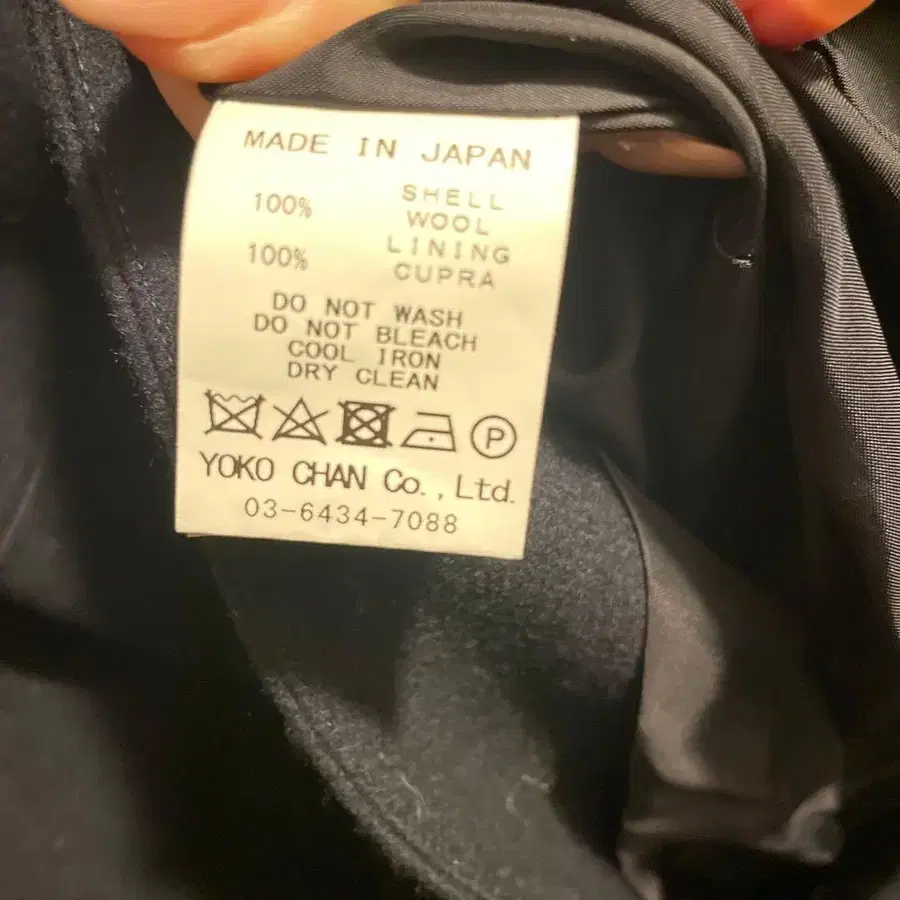 MADE IN JAPAN
SHELL
100% WOOL
LINING
100% CUPRA
DO NOT WASH
DO NOT BLEACH
COOL IRON
DRY CLEAN
P
YOKO CHAN Co., Ltd.
03-6434-7088